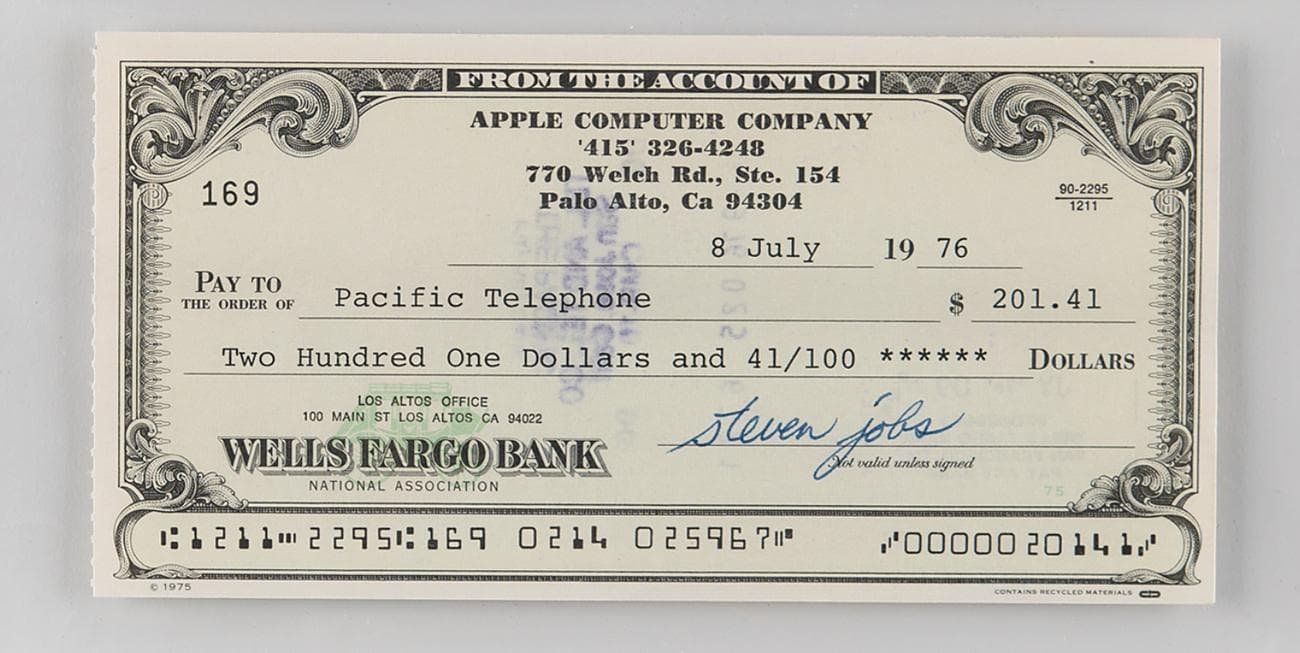 FROM THE ACCOUNT OF
APPLE COMPUTER COMPANY
'415' 326-4248
770 Welch Rd., Ste. 154
Palo Alto, Ca 94304
169
90-2295
1211
8 July 19 76
PAY TO
THE ORDER OF Pacific Telephone $ 201.41
Two Hundred One Dollars and 41/100 ****** DOLLARS
LOS ALTOS OFFICE
100 MAIN ST LOS ALTOS CA 94022
WELLS FARGO BANK
NATIONAL ASSOCIATION
steven jobs
Not valid unless signed
75
⑆1211⑉2295⑆169 0214 025967⑈ ⑇0000020141⑇
© 1975
CONTAINS RECYCLED MATERIALS